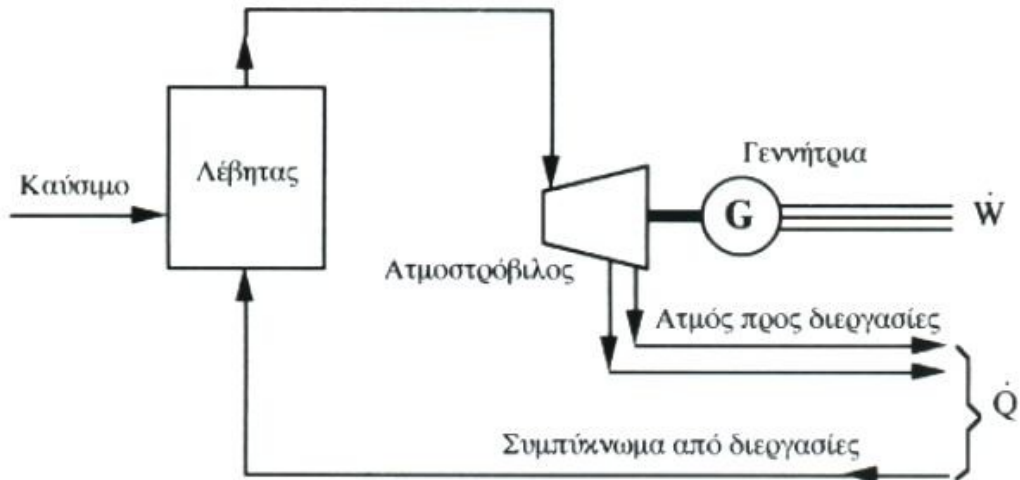 Καύσιμο
Λέβητας
Γεννήτρια
G
Ẇ
Ατμοστρόβιλος
Ατμός προς διεργασίες
Q̇
Συμπύκνωμα από διεργασίες